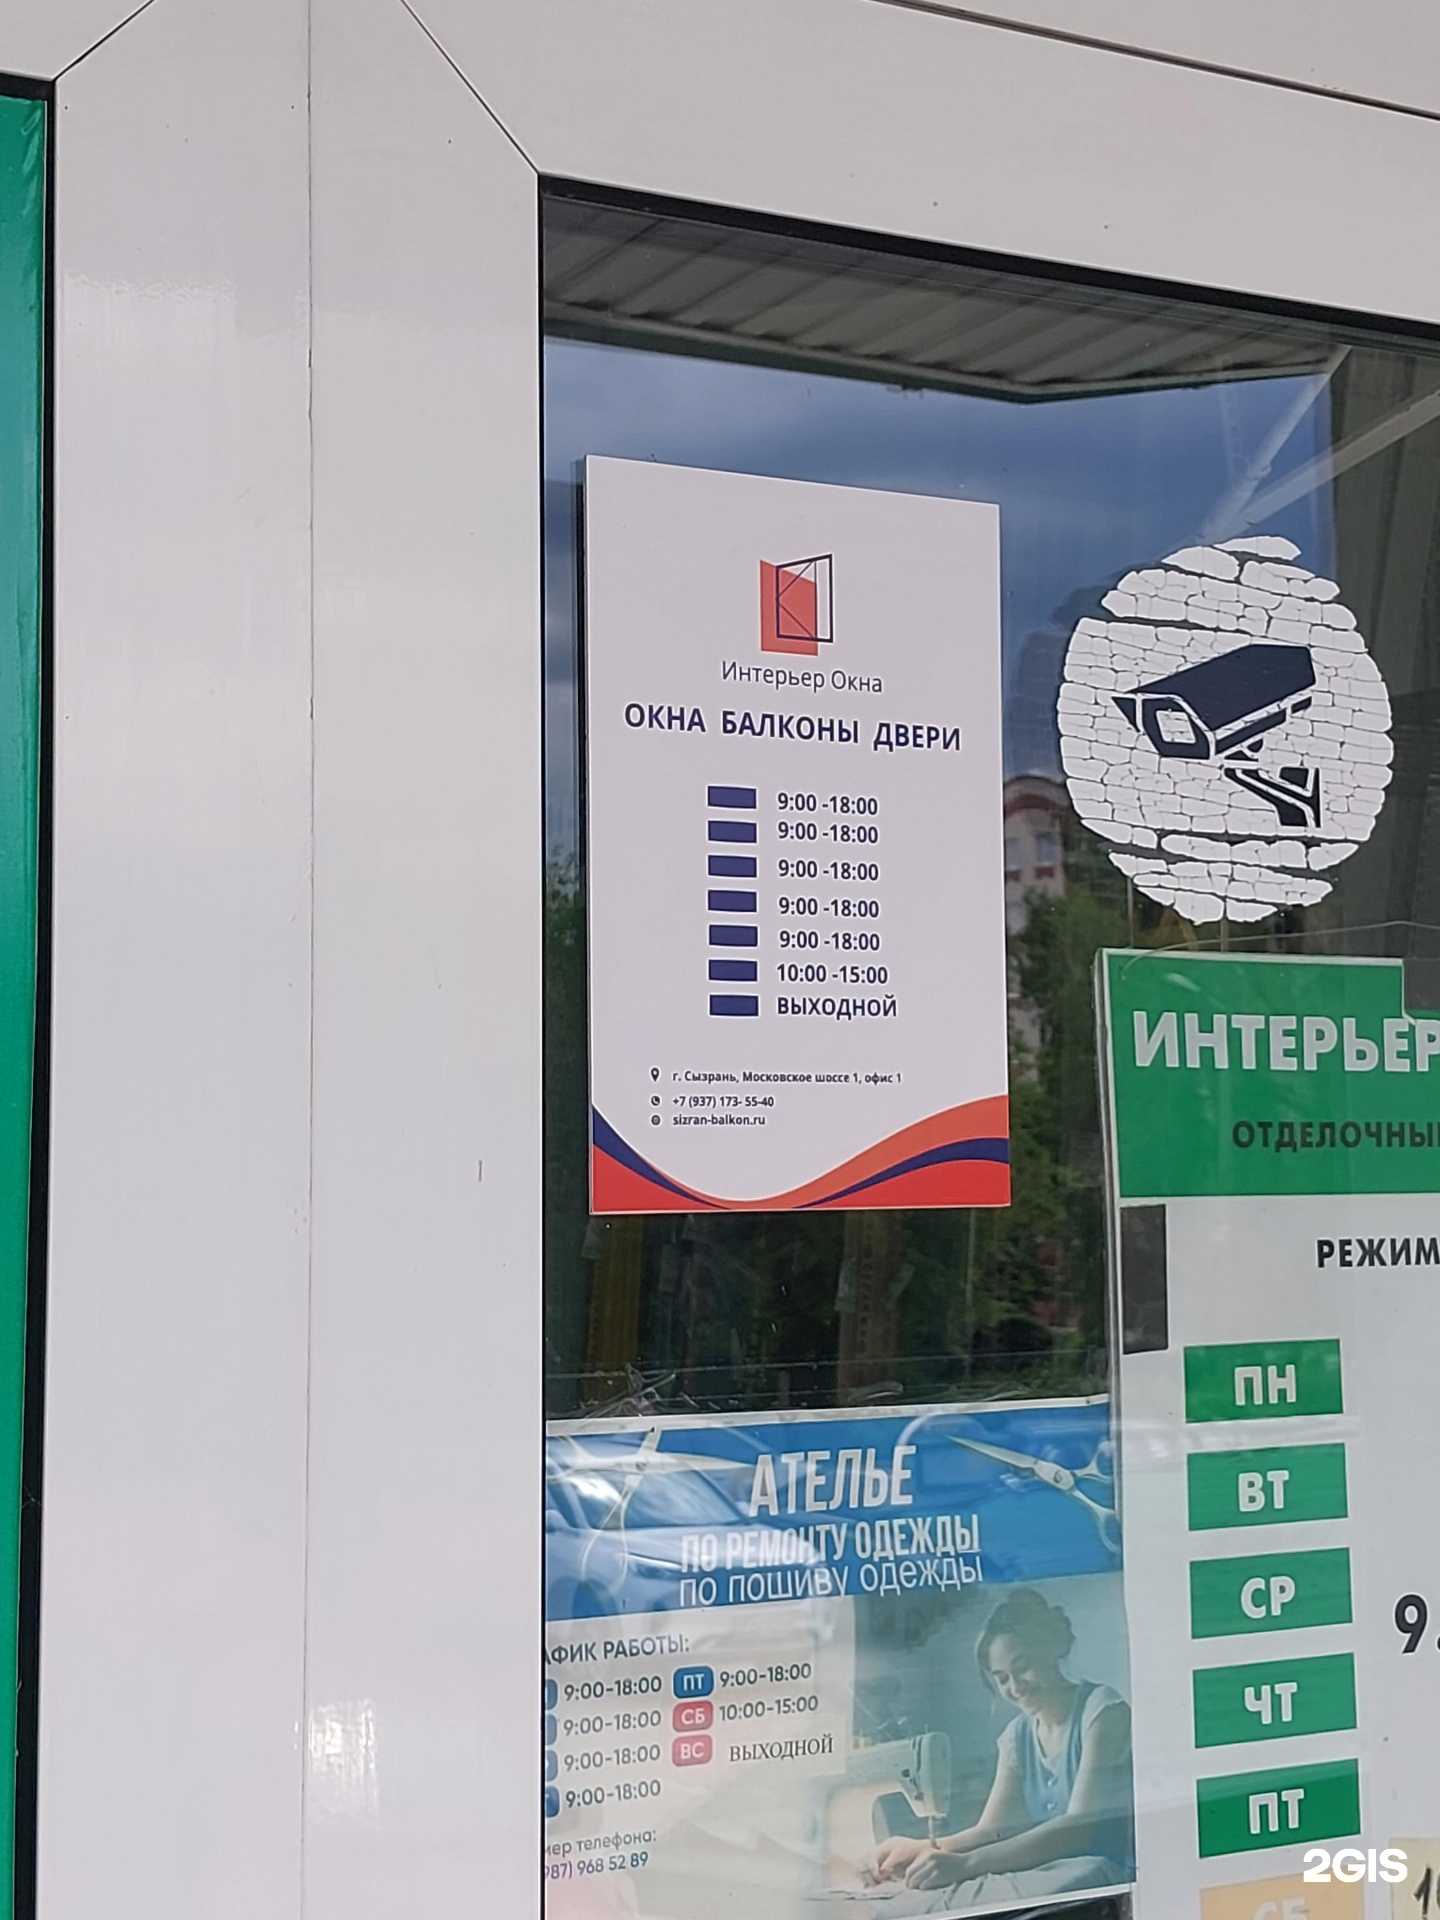 Интерьер Окна
ОКНА БАЛКОНЫ ДВЕРИ
9:00 -18:00
9:00 -18:00
9:00 -18:00
9:00 -18:00
9:00 -18:00
10:00 -15:00
ВЫХОДНОЙ
г. Сызрань, Московское шоссе 1, офис 1
+7 (937) 173- 55-40
sizran-balkon.ru
ИНТЕРЬЕР
ОТДЕЛОЧНЫ
РЕЖИМ
ПН
ВТ
СР
9.
ЧТ
ПТ
СБ
АТЕЛЬЕ
ПО РЕМОНТУ ОДЕЖДЫ
ПО ПОШИВУ ОДЕЖДЫ
АФИК РАБОТЫ:
9:00-18:00 ПТ 9:00-18:00
9:00-18:00 СБ 10:00-15:00
9:00-18:00 ВС ВЫХОДНОЙ
9:00-18:00
мер телефона:
987) 968 52 89
2GIS